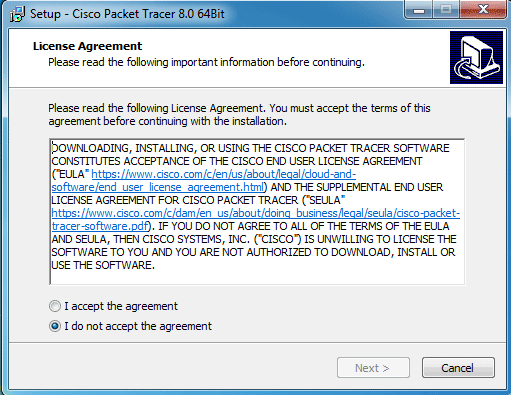 Setup - Cisco Packet Tracer 8.0 64Bit
License Agreement
Please read the following important information before continuing.
Please read the following License Agreement. You must accept the terms of this
agreement before continuing with the installation.
DOWNLOADING, INSTALLING, OR USING THE CISCO PACKET TRACER SOFTWARE
CONSTITUTES ACCEPTANCE OF THE CISCO END USER LICENSE AGREEMENT
("EULA" https://www.cisco.com/c/en/us/about/legal/cloud-and-
software/end_user_license_agreement.html) AND THE SUPPLEMENTAL END USER
LICENSE AGREEMENT FOR CISCO PACKET TRACER ("SEULA"
https://www.cisco.com/c/dam/en_us/about/doing_business/legal/seula/cisco-packet-
tracer-software.pdf). IF YOU DO NOT AGREE TO ALL OF THE TERMS OF THE EULA
AND SEULA, THEN CISCO SYSTEMS, INC. ("CISCO") IS UNWILLING TO LICENSE THE
SOFTWARE TO YOU AND YOU ARE NOT AUTHORIZED TO DOWNLOAD, INSTALL OR
USE THE SOFTWARE.
I accept the agreement
I do not accept the agreement
Next >
Cancel